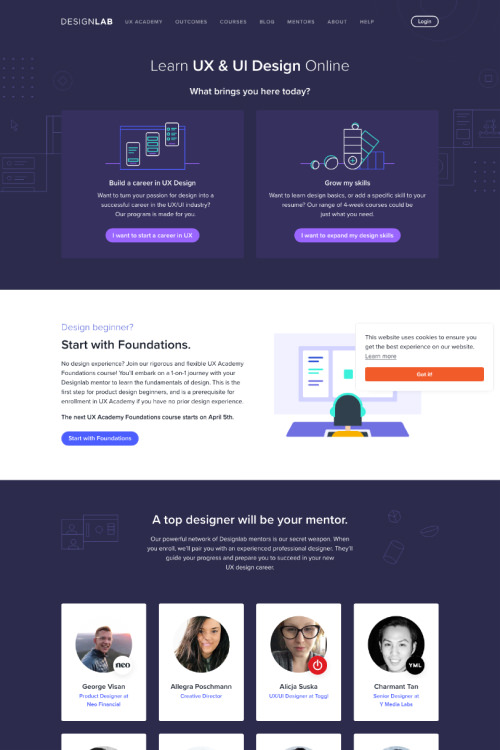 DESIGNLAB UX ACADEMY OUTCOMES COURSES BLOG MENTORS ABOUT HELP Login
Learn UX & UI Design Online
What brings you here today?
Build a career in UX Design
Want to turn your passion for design into a
successful career in the UX/UI industry?
Our program is made for you.
I want to start a career in UX
Grow my skills
Want to learn design basics, or add a specific skill to your
resume? Our range of 4-week courses could be
just what you need.
I want to expand my design skills
Design beginner?
Start with Foundations.
No design experience? Join our rigorous and flexible UX Academy
Foundations course! You'll embark on a 1-on-1 journey with your
Designlab mentor to learn the fundamentals of design. This is the
first step for product design beginners, and is a prerequisite for
enrollment in UX Academy if you have no prior design experience.
The next UX Academy Foundations course starts on April 5th.
Start with Foundations
This website uses cookies to ensure you
get the best experience on our website.
Learn more
Got it!
A top designer will be your mentor.
Our powerful network of Designlab mentors is our secret weapon. When
you enroll, we'll pair you with an experienced professional designer. They'll
guide your progress and prepare you to succeed in your new
UX design career.
neo
George Visan
Product Designer at
Neo Financial
Allegra Poschmann
Creative Director
Alicja Suska
UX/UI Designer at Toggl
YML
Charmant Tan
Senior Designer at
Y Media Labs